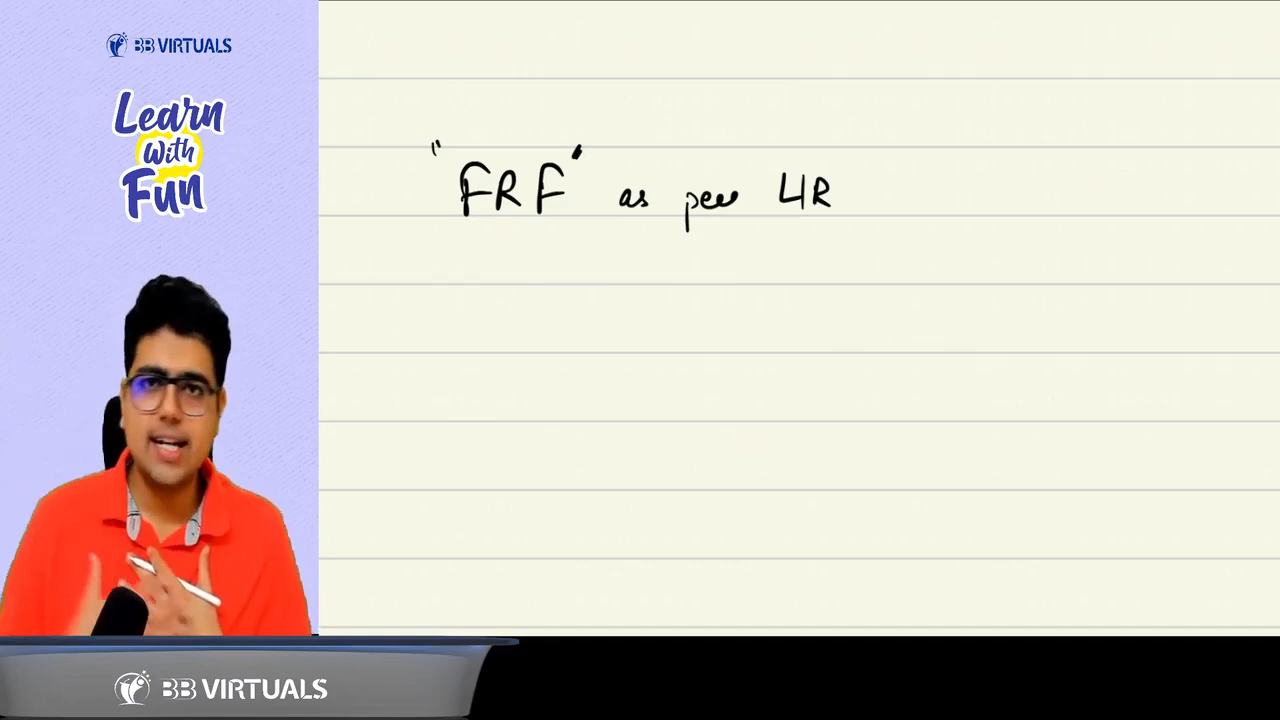 BB VIRTUALS
Learn
With
Fun
"FRF" as per LR
BB VIRTUALS